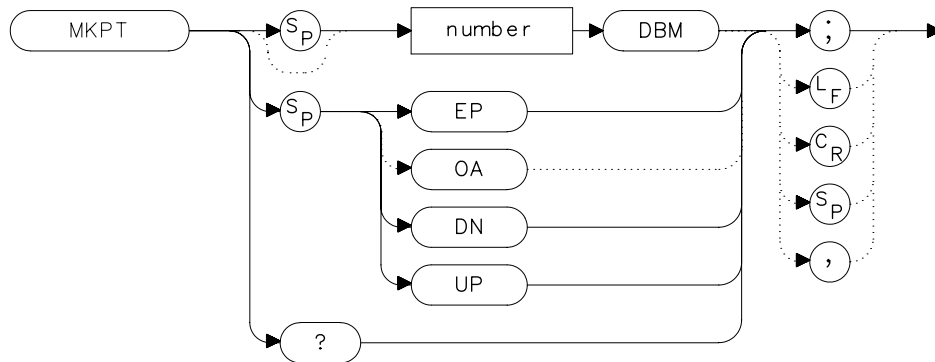 MKPT SP number DBM ;
LF
SP EP
CR
OA
SP
DN
,
UP
?